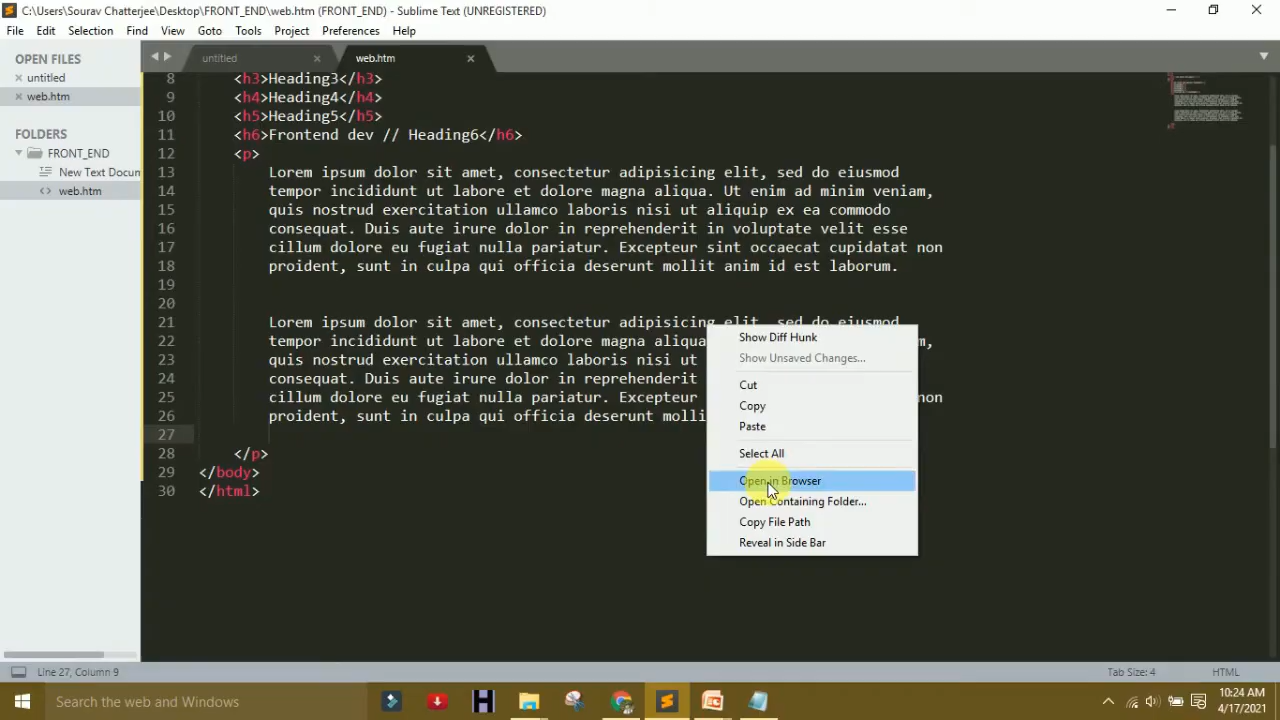 C:\Users\Sourav Chatterjee\Desktop\FRONT_END\web.htm (FRONT_END) - Sublime Text (UNREGISTERED)
File Edit Selection Find View Goto Tools Project Preferences Help
OPEN FILES
untitled
web.htm
FOLDERS
FRONT_END
New Text Docum
web.htm
untitled web.htm
8 <h3>Heading3</h3>
9 <h4>Heading4</h4>
10 <h5>Heading5</h5>
11 <h6>Frontend dev // Heading6</h6>
12 <p>
13 Lorem ipsum dolor sit amet, consectetur adipisicing elit, sed do eiusmod
14 tempor incididunt ut labore et dolore magna aliqua. Ut enim ad minim veniam,
15 quis nostrud exercitation ullamco laboris nisi ut aliquip ex ea commodo
16 consequat. Duis aute irure dolor in reprehenderit in voluptate velit esse
17 cillum dolore eu fugiat nulla pariatur. Excepteur sint occaecat cupidatat non
18 proident, sunt in culpa qui officia deserunt mollit anim id est laborum.
19
20
21 Lorem ipsum dolor sit amet, consectetur adipisicing elit, sed do eiusmod
22 tempor incididunt ut labore et dolore magna m,
23 quis nostrud exercitation ullamco laboris nisi
24 consequat. Duis aute irure dolor in reprehenderit
25 cillum dolore eu fugiat nulla pariatur. Excepteur non
26 proident, sunt in culpa qui officia deserunt molli
27
28 </p>
29 </body>
30 </html>
Show Diff Hunk
Show Unsaved Changes...
Cut
Copy
Paste
Select All
Open in Browser
Open Containing Folder...
Copy File Path
Reveal in Side Bar
Line 27, Column 9 Tab Size: 4 HTML
Search the web and Windows
10:24 AM
4/17/2021